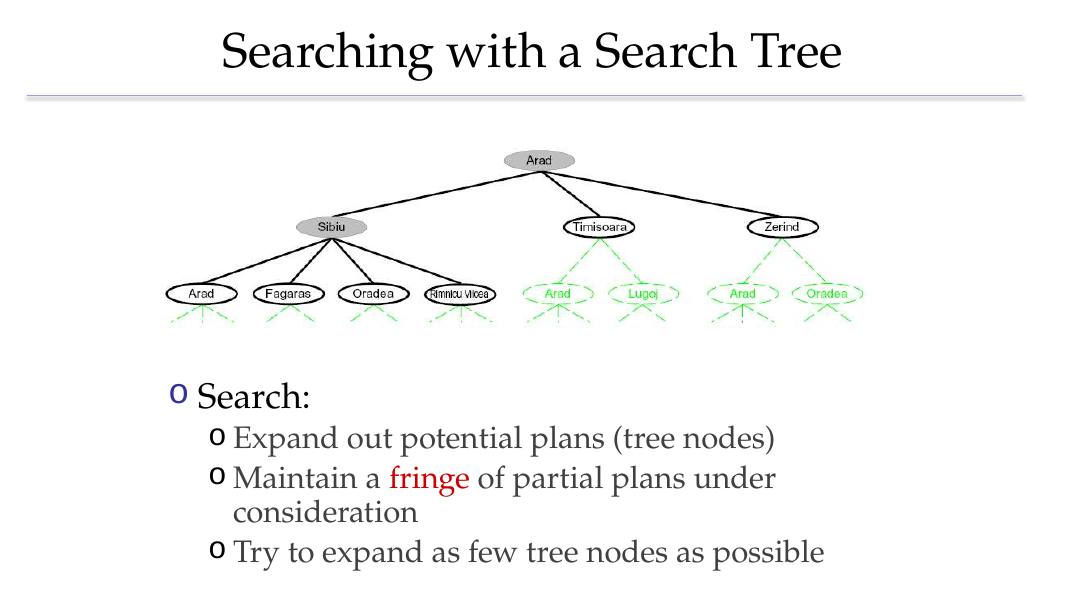 Searching with a Search Tree
Arad
Sibiu
Timisoara
Zerind
Arad
Fagaras
Oradea
Rimnicu Vilcea
Arad
Lugoj
Arad
Oradea
o Search:
o Expand out potential plans (tree nodes)
o Maintain a fringe of partial plans under
consideration
o Try to expand as few tree nodes as possible